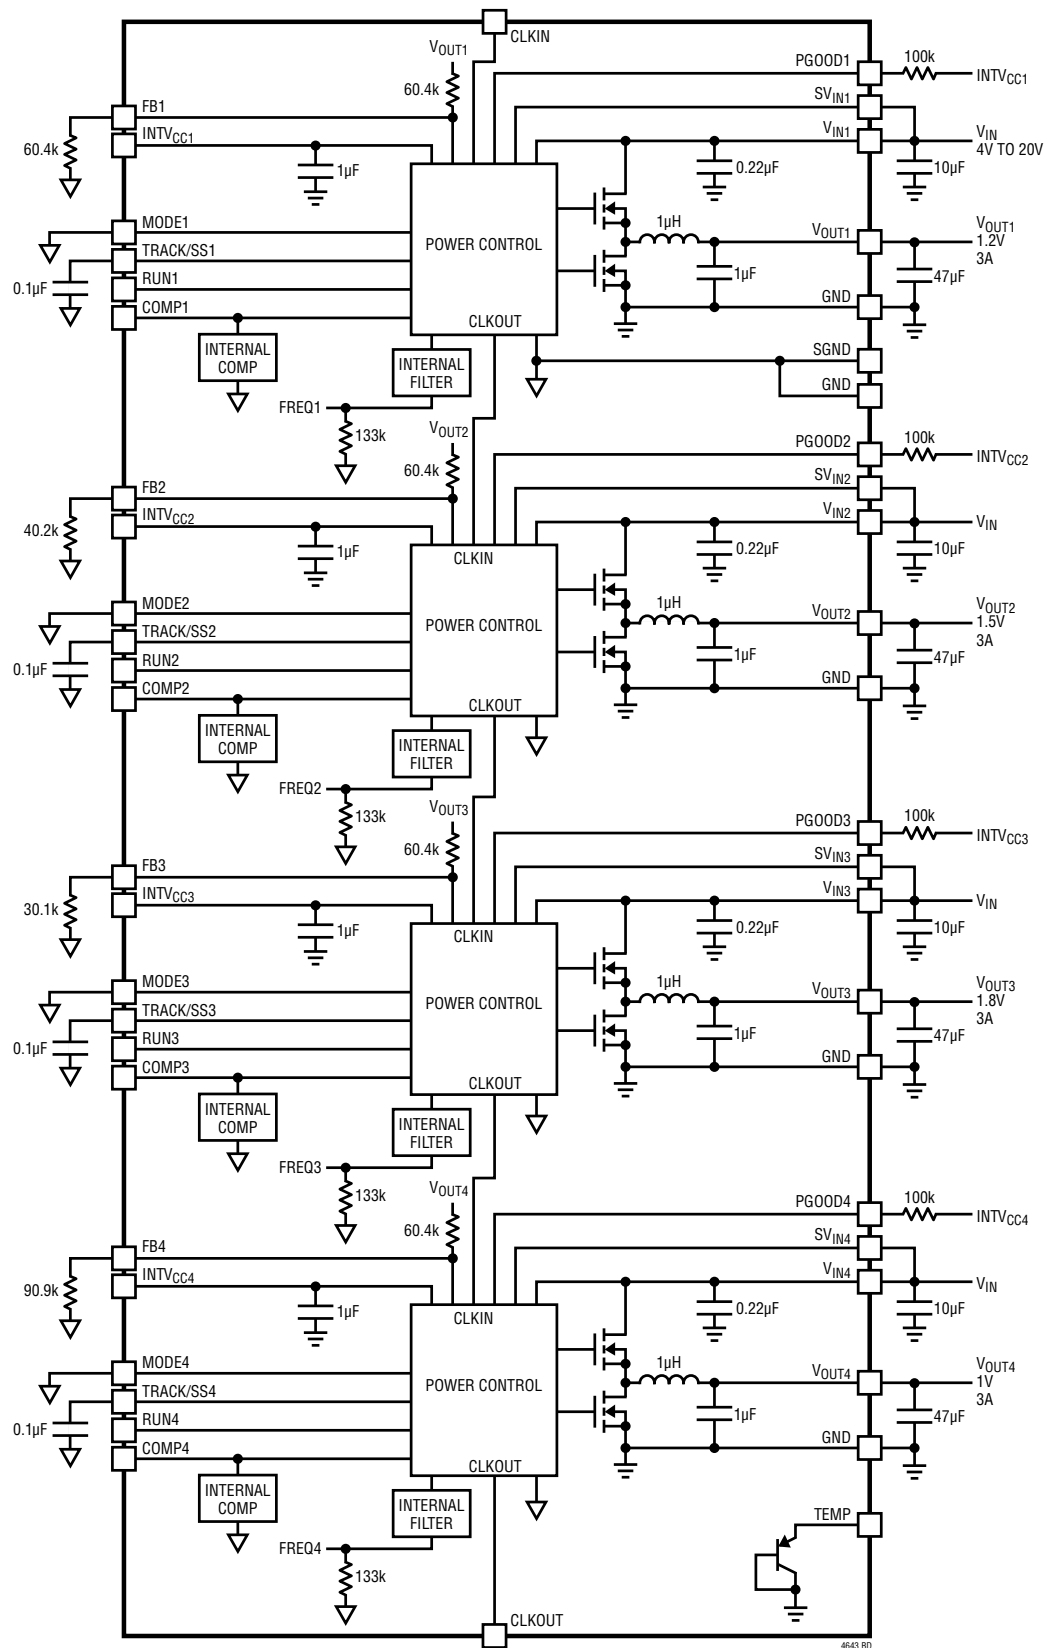 CLKIN
VOUT1
60.4k
PGOOD1
100k
INTVCC1
SVIN1
FB1
INTVCC1
60.4k
1µF
VIN1
VIN
4V TO 20V
0.22µF
10µF
MODE1
TRACK/SS1
0.1µF
RUN1
COMP1
POWER CONTROL
CLKOUT
1µH
VOUT1
VOUT1
1.2V
3A
1µF
47µF
GND
INTERNAL
COMP
INTERNAL
FILTER
SGND
GND
FREQ1
133k
VOUT2
60.4k
PGOOD2
100k
INTVCC2
SVIN2
FB2
INTVCC2
40.2k
1µF
VIN2
VIN
0.22µF
10µF
CLKIN
MODE2
TRACK/SS2
0.1µF
RUN2
COMP2
POWER CONTROL
CLKOUT
1µH
VOUT2
VOUT2
1.5V
3A
1µF
47µF
GND
INTERNAL
COMP
INTERNAL
FILTER
FREQ2
133k
VOUT3
60.4k
PGOOD3
100k
INTVCC3
SVIN3
FB3
INTVCC3
30.1k
1µF
VIN3
VIN
0.22µF
10µF
CLKIN
MODE3
TRACK/SS3
0.1µF
RUN3
COMP3
POWER CONTROL
CLKOUT
1µH
VOUT3
VOUT3
1.8V
3A
1µF
47µF
GND
INTERNAL
COMP
INTERNAL
FILTER
FREQ3
133k
VOUT4
60.4k
PGOOD4
100k
INTVCC4
SVIN4
FB4
INTVCC4
90.9k
1µF
VIN4
VIN
0.22µF
10µF
CLKIN
MODE4
TRACK/SS4
0.1µF
RUN4
COMP4
POWER CONTROL
CLKOUT
1µH
VOUT4
VOUT4
1V
3A
1µF
47µF
GND
INTERNAL
COMP
INTERNAL
FILTER
FREQ4
133k
TEMP
CLKOUT
4643 BD